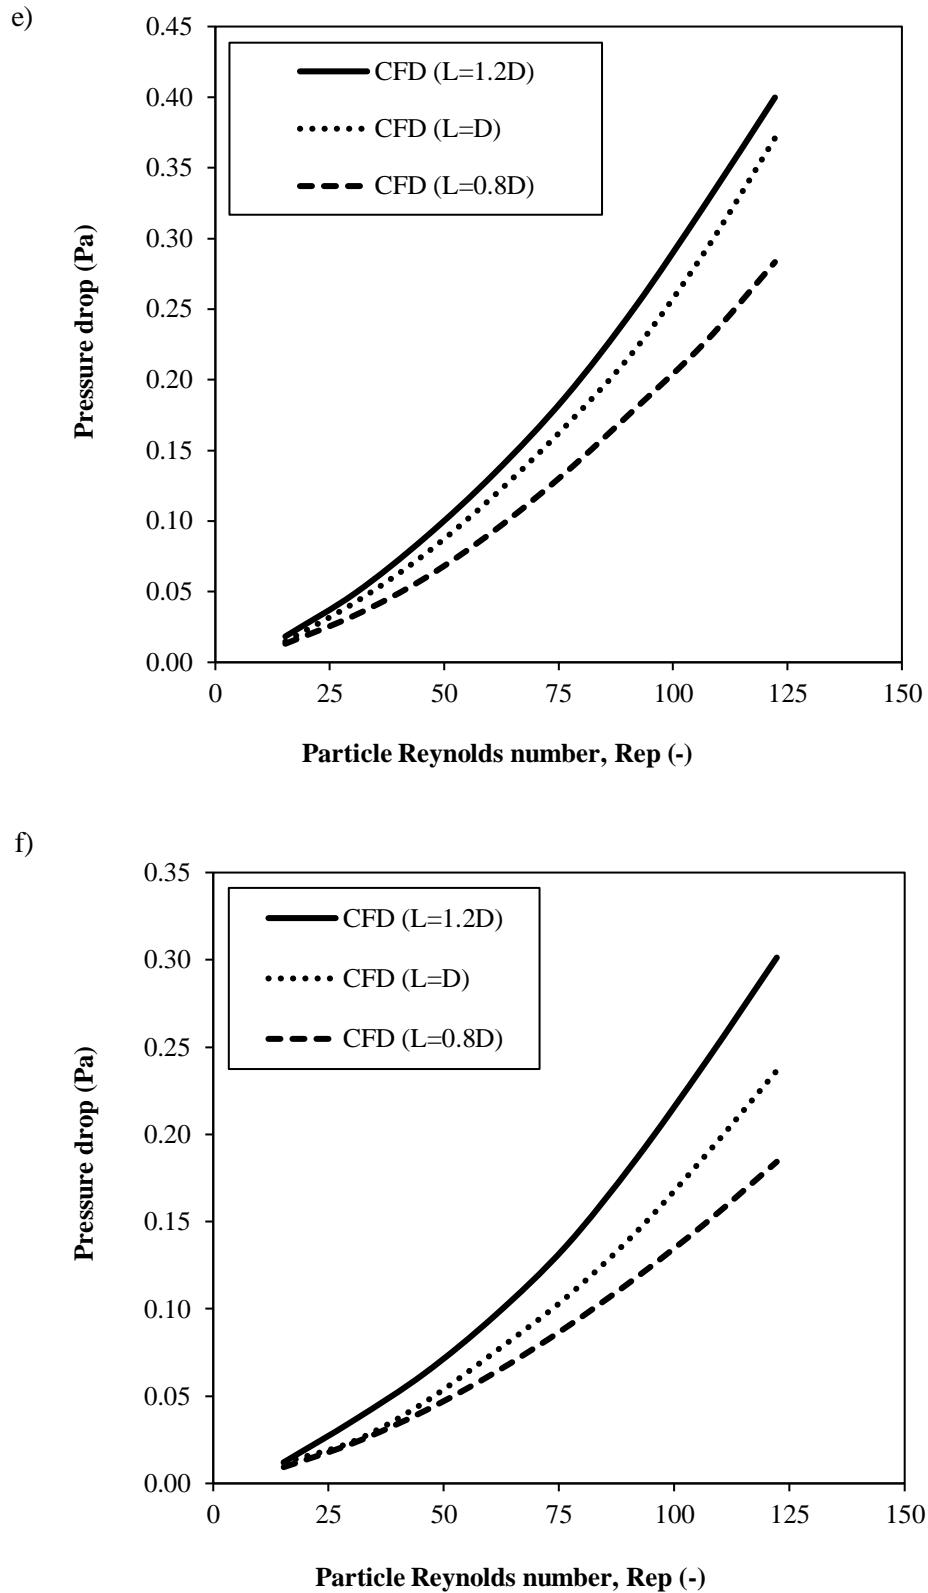 e)
0.45
0.40
0.35
0.30
0.25
0.20
0.15
0.10
0.05
0.00
Pressure drop (Pa)
CFD (L=1.2D)
CFD (L=D)
CFD (L=0.8D)
0 25 50 75 100 125 150
Particle Reynolds number, Rep (-)
f)
0.35
0.30
0.25
0.20
0.15
0.10
0.05
0.00
Pressure drop (Pa)
CFD (L=1.2D)
CFD (L=D)
CFD (L=0.8D)
0 25 50 75 100 125 150
Particle Reynolds number, Rep (-)